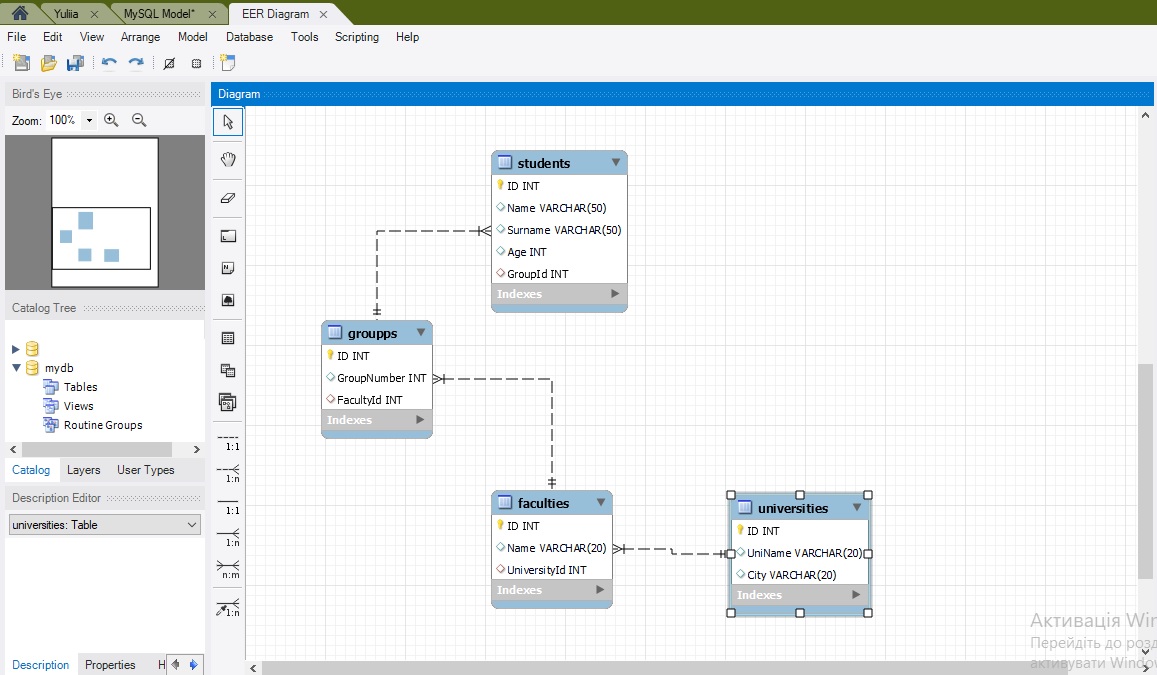 Yuliia
MySQL Model*
EER Diagram
File Edit View Arrange Model Database Tools Scripting Help
Bird's Eye
Zoom: 100%
Diagram
students
ID INT
Name VARCHAR(50)
Surname VARCHAR(50)
Age INT
GroupId INT
Indexes
groupps
ID INT
GroupNumber INT
FacultyId INT
Indexes
faculties
ID INT
Name VARCHAR(20)
UniversityId INT
Indexes
universities
ID INT
UniName VARCHAR(20)
City VARCHAR(20)
Indexes
Catalog Tree
mydb
Tables
Views
Routine Groups
Catalog Layers User Types
Description Editor
universities: Table
Description Properties H
1:1
1:n
1:1
1:n
n:m
1:n
Активація Win
Перейдіть до розд
активувати Windo